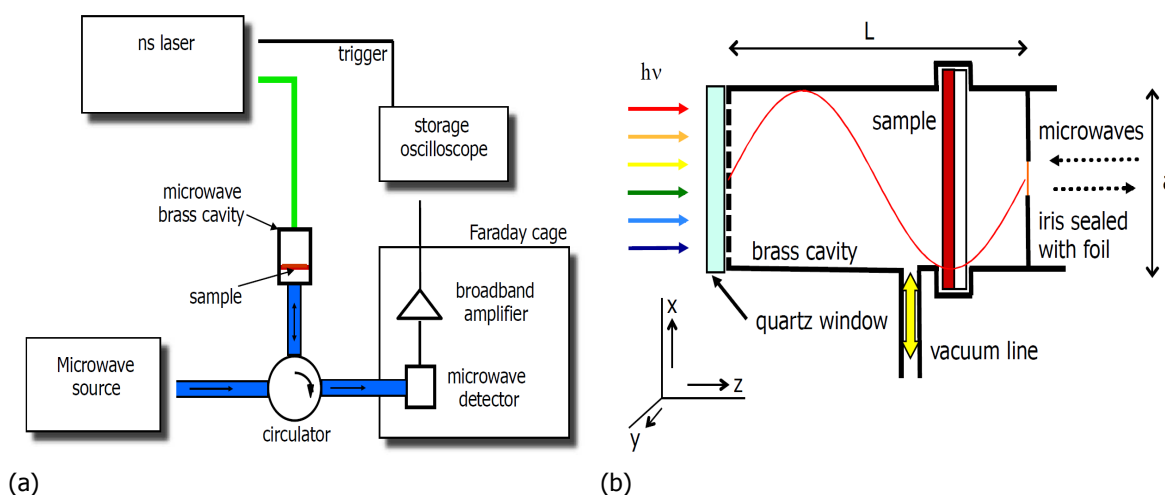 ns laser
trigger
storage
oscilloscope
microwave
brass cavity
sample
Faraday cage
broadband
amplifier
Microwave
source
microwave
detector
circulator
(a)
L
hν
sample
microwaves
a
iris sealed
with foil
brass cavity
quartz window
vacuum line
x
z
y
(b)